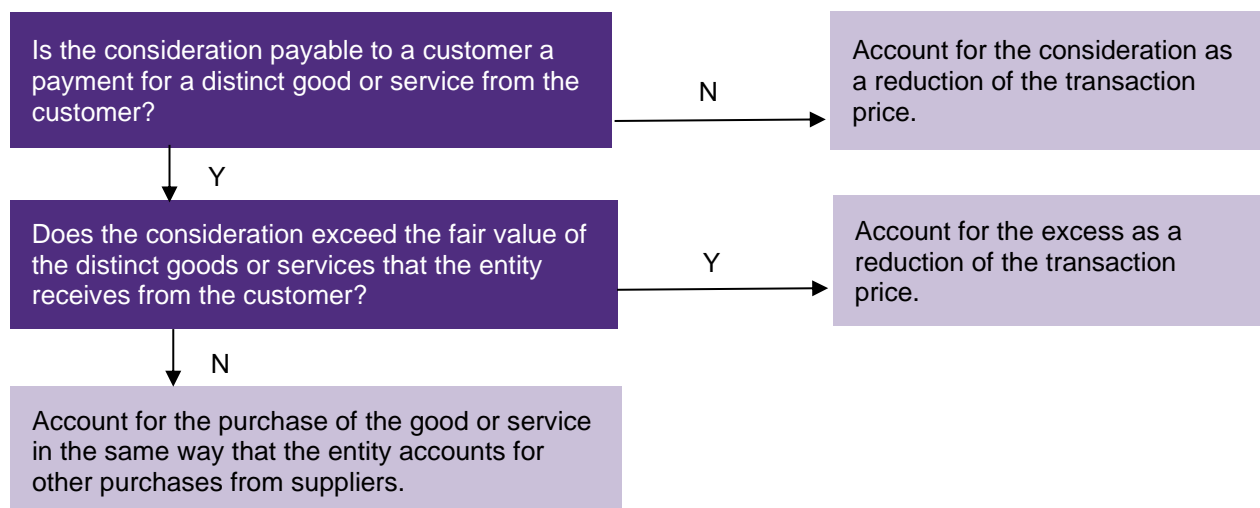 Is the consideration payable to a customer a
payment for a distinct good or service from the
customer?
N
Account for the consideration as
a reduction of the transaction
price.
Y
Does the consideration exceed the fair value of
the distinct goods or services that the entity
receives from the customer?
Y
Account for the excess as a
reduction of the transaction
price.
N
Account for the purchase of the good or service
in the same way that the entity accounts for
other purchases from suppliers.